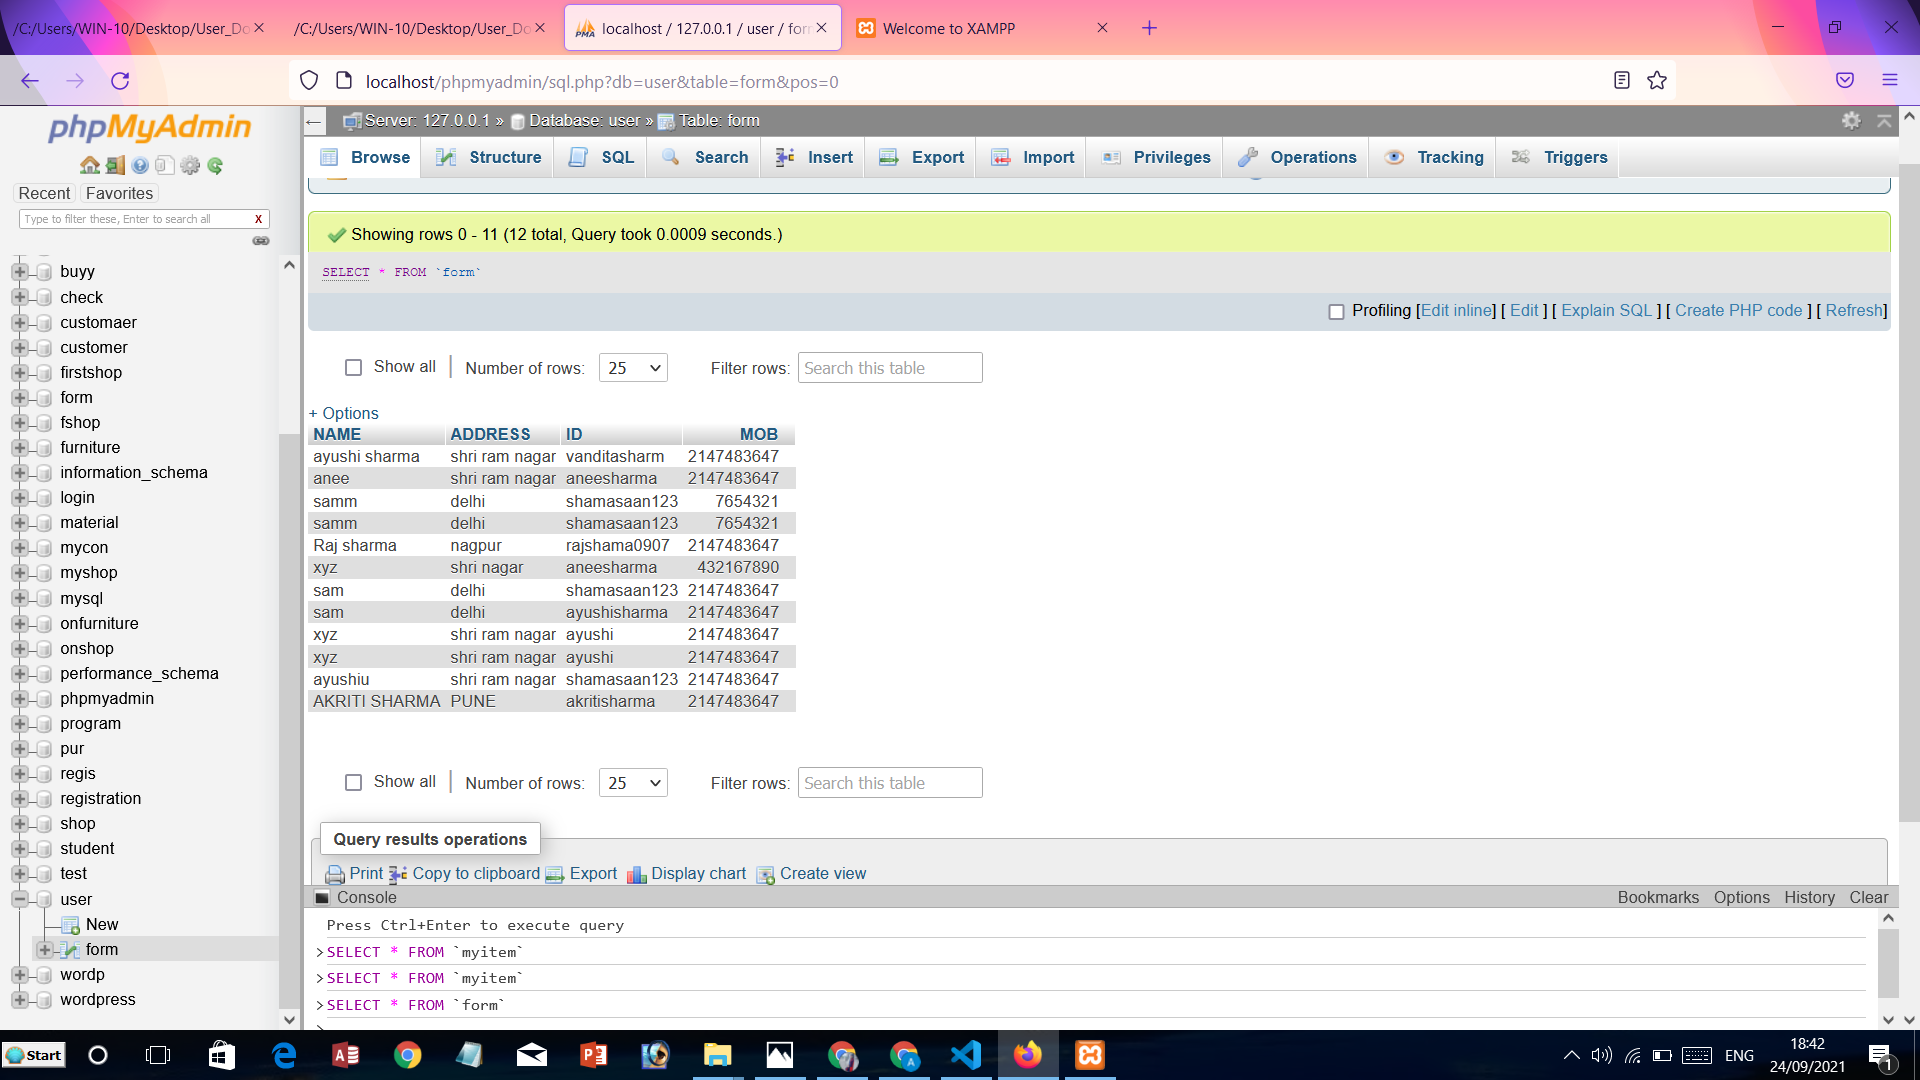 /C:/Users/WIN-10/Desktop/User_Do
/C:/Users/WIN-10/Desktop/User_Do
localhost / 127.0.0.1 / user / for
Welcome to XAMPP
localhost/phpmyadmin/sql.php?db=user&table=form&pos=0
phpMyAdmin
Recent Favorites
Type to filter these, Enter to search all X
buyy
check
customaer
customer
firstshop
form
fshop
furniture
information_schema
login
material
mycon
myshop
mysql
onfurniture
onshop
performance_schema
phpmyadmin
program
pur
regis
registration
shop
student
test
user
New
form
wordp
wordpress
Server: 127.0.0.1 » Database: user » Table: form
Browse Structure SQL Search Insert Export Import Privileges Operations Tracking Triggers
Showing rows 0 - 11 (12 total, Query took 0.0009 seconds.)
SELECT * FROM `form`
Profiling [Edit inline] [ Edit ] [ Explain SQL ] [ Create PHP code ] [ Refresh]
Show all Number of rows: 25 Filter rows: Search this table
+ Options
NAME ADDRESS ID MOB
ayushi sharma shri ram nagar vanditasharm 2147483647
anee shri ram nagar aneesharma 2147483647
samm delhi shamasaan123 7654321
samm delhi shamasaan123 7654321
Raj sharma nagpur rajshama0907 2147483647
xyz shri nagar aneesharma 432167890
sam delhi shamasaan123 2147483647
sam delhi ayushisharma 2147483647
xyz shri ram nagar ayushi 2147483647
xyz shri ram nagar ayushi 2147483647
ayushiu shri ram nagar shamasaan123 2147483647
AKRITI SHARMA PUNE akritisharma 2147483647
Show all Number of rows: 25 Filter rows: Search this table
Query results operations
Print Copy to clipboard Export Display chart Create view
Console Bookmarks Options History Clear
Press Ctrl+Enter to execute query
>SELECT * FROM `myitem`
>SELECT * FROM `myitem`
>SELECT * FROM `form`
>
Start
ENG
18:42
24/09/2021
1